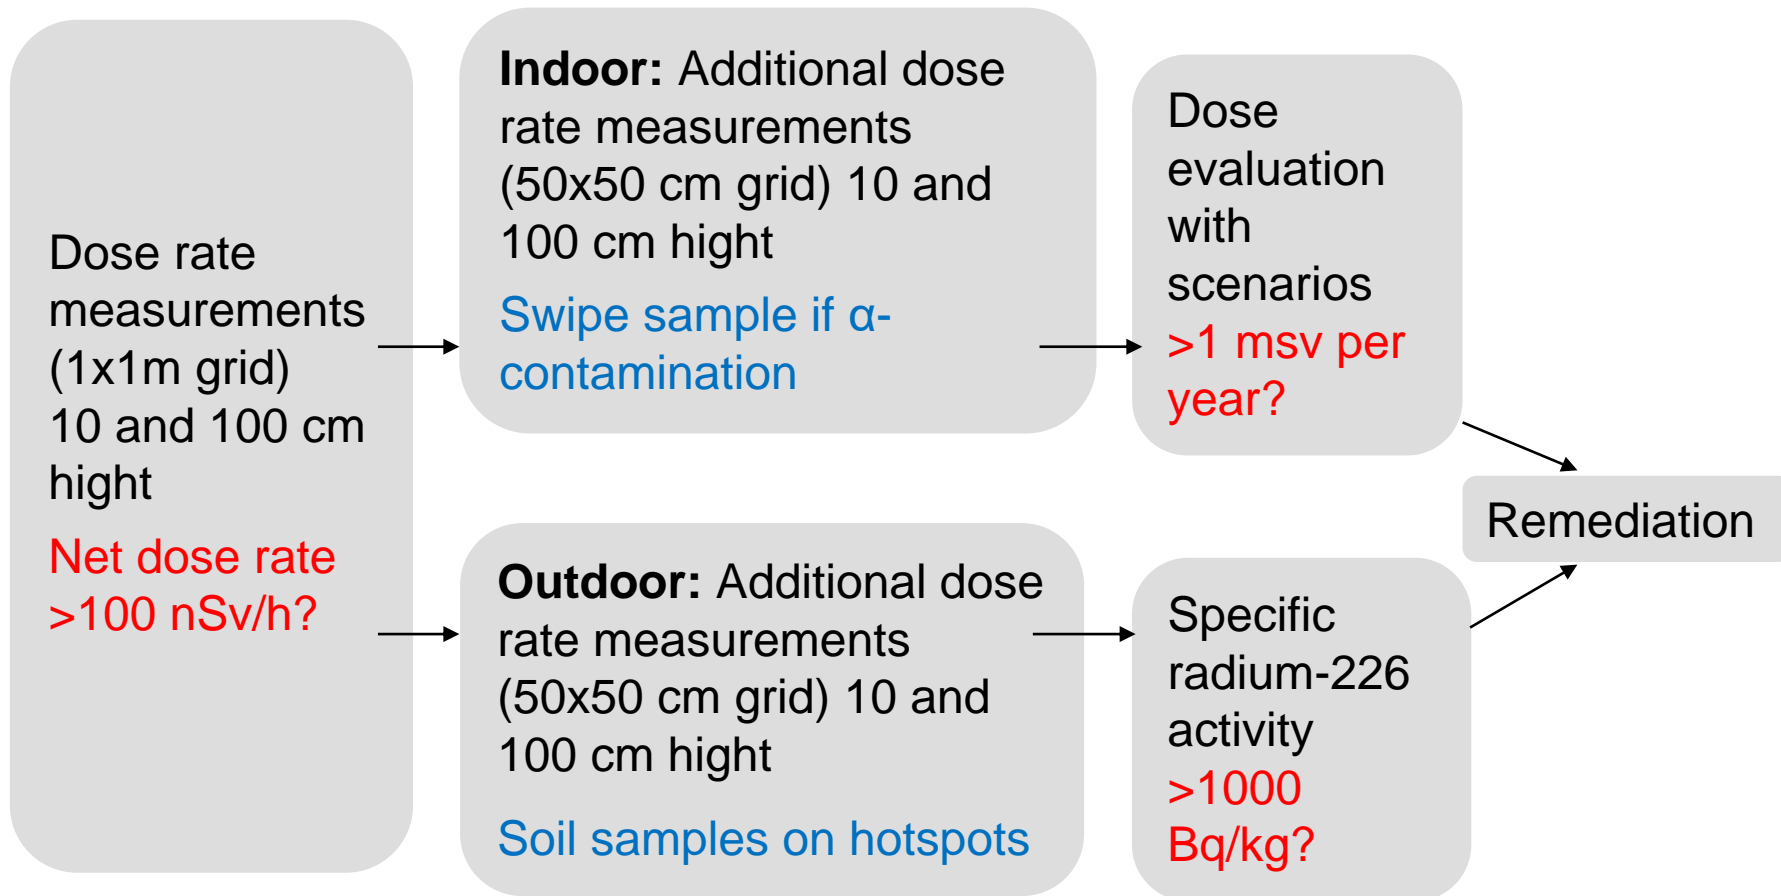 Dose rate
measurements
(1x1m grid)
10 and 100 cm
hight
Net dose rate
>100 nSv/h?
Indoor: Additional dose
rate measurements
(50x50 cm grid) 10 and
100 cm hight
Swipe sample if α-
contamination
Dose
evaluation
with
scenarios
>1 msv per
year?
Outdoor: Additional dose
rate measurements
(50x50 cm grid) 10 and
100 cm hight
Soil samples on hotspots
Specific
radium-226
activity
>1000
Bq/kg?
Remediation